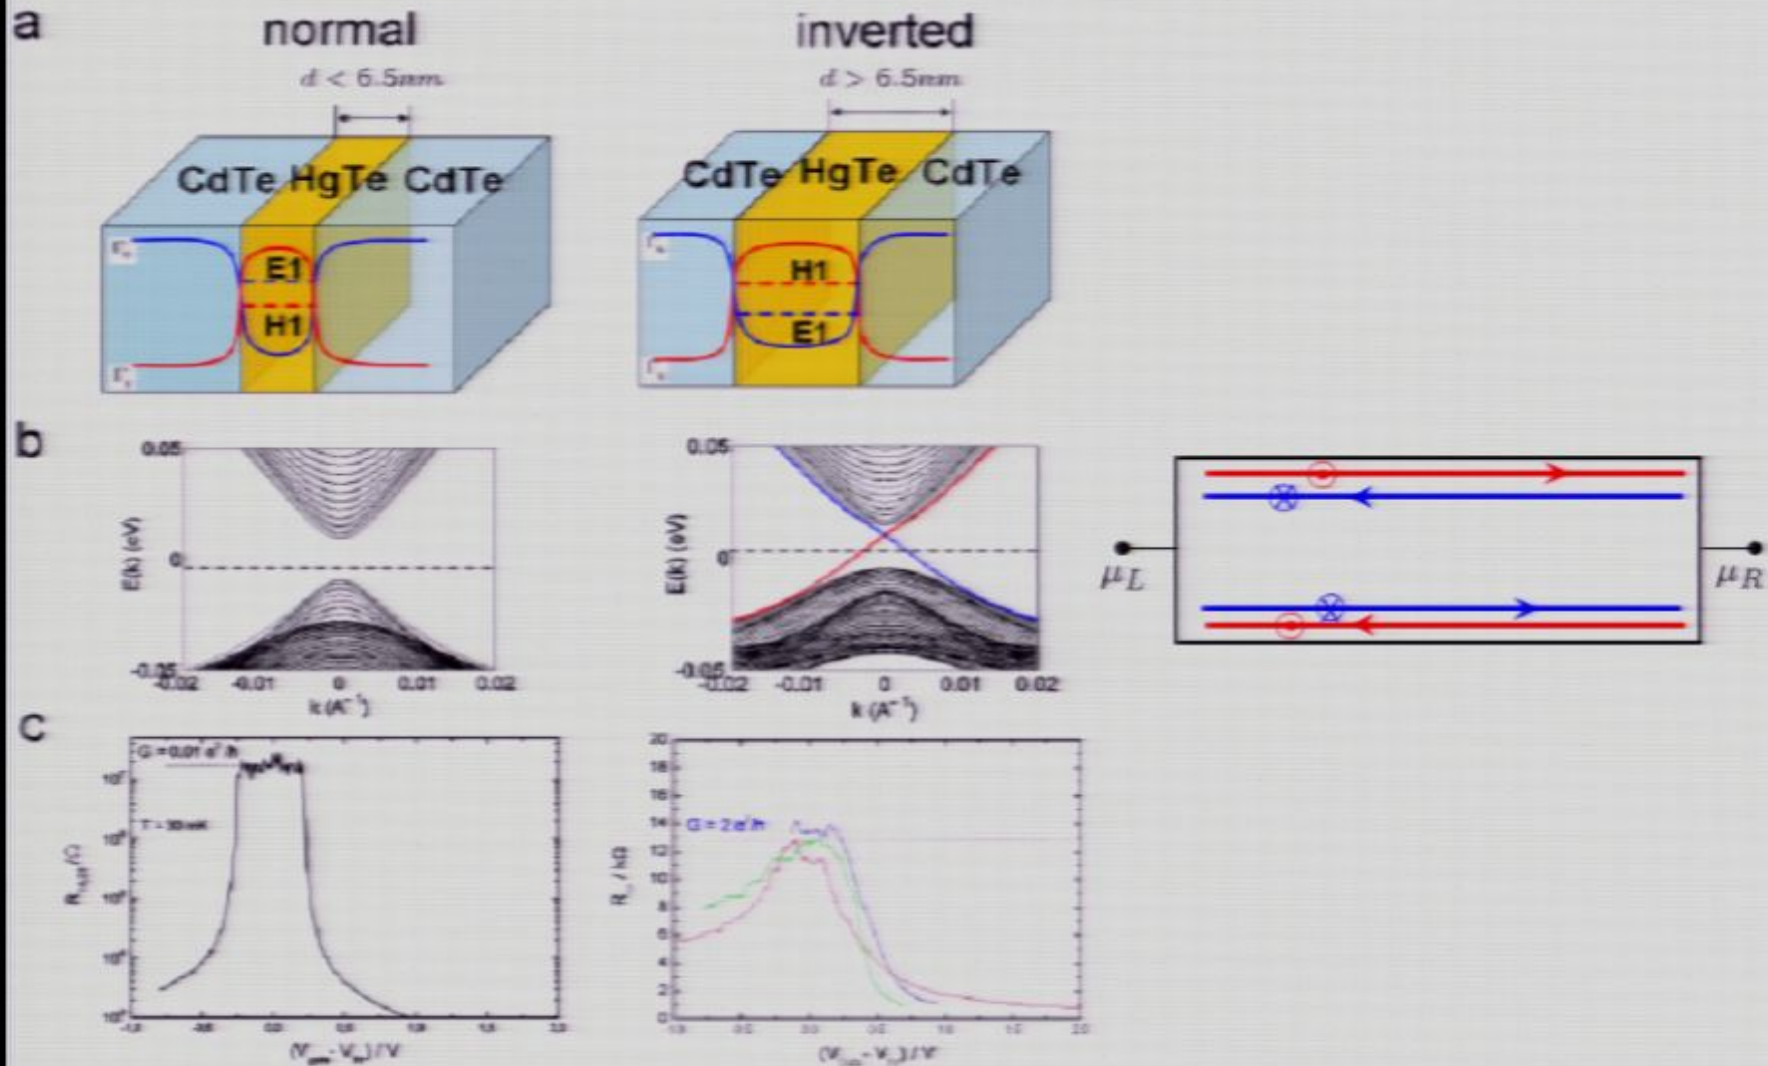 a
normal
inverted
d < 6.5nm
d > 6.5nm
CdTe HgTe CdTe
CdTe HgTe CdTe
E1
H1
H1
E1
b
0.05
0
-0.05
E(k) (eV)
-0.02 -0.01 0 0.01 0.02
k (A⁻¹)
0.05
0
-0.05
E(k) (eV)
-0.02 -0.01 0 0.01 0.02
k (A⁻¹)
μL
μR
c
G = 0.01 e²/h
(V
G = 2 e²/h
20
18
16
14
12
10
8
6
4
2
0